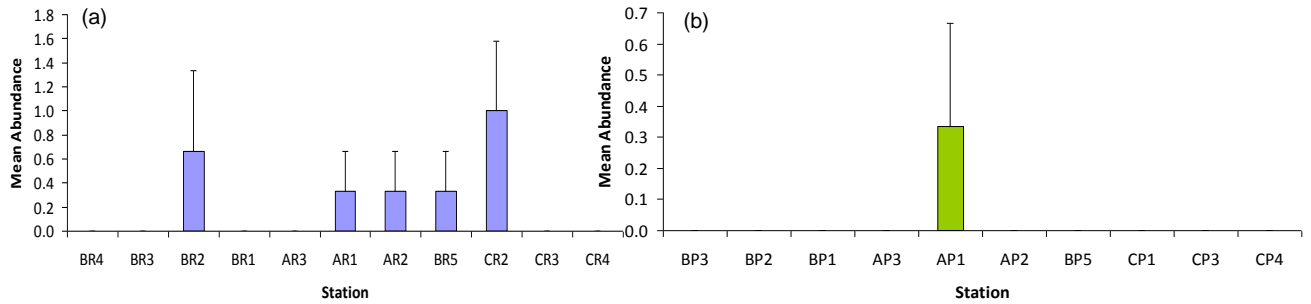 (a)
Mean Abundance
1.8
1.6
1.4
1.2
1.0
0.8
0.6
0.4
0.2
0.0
BR4 BR3 BR2 BR1 AR3 AR1 AR2 BR5 CR2 CR3 CR4
Station
(b)
Mean Abundance
0.7
0.6
0.5
0.4
0.3
0.2
0.1
0.0
BP3 BP2 BP1 AP3 AP1 AP2 BP5 CP1 CP3 CP4
Station